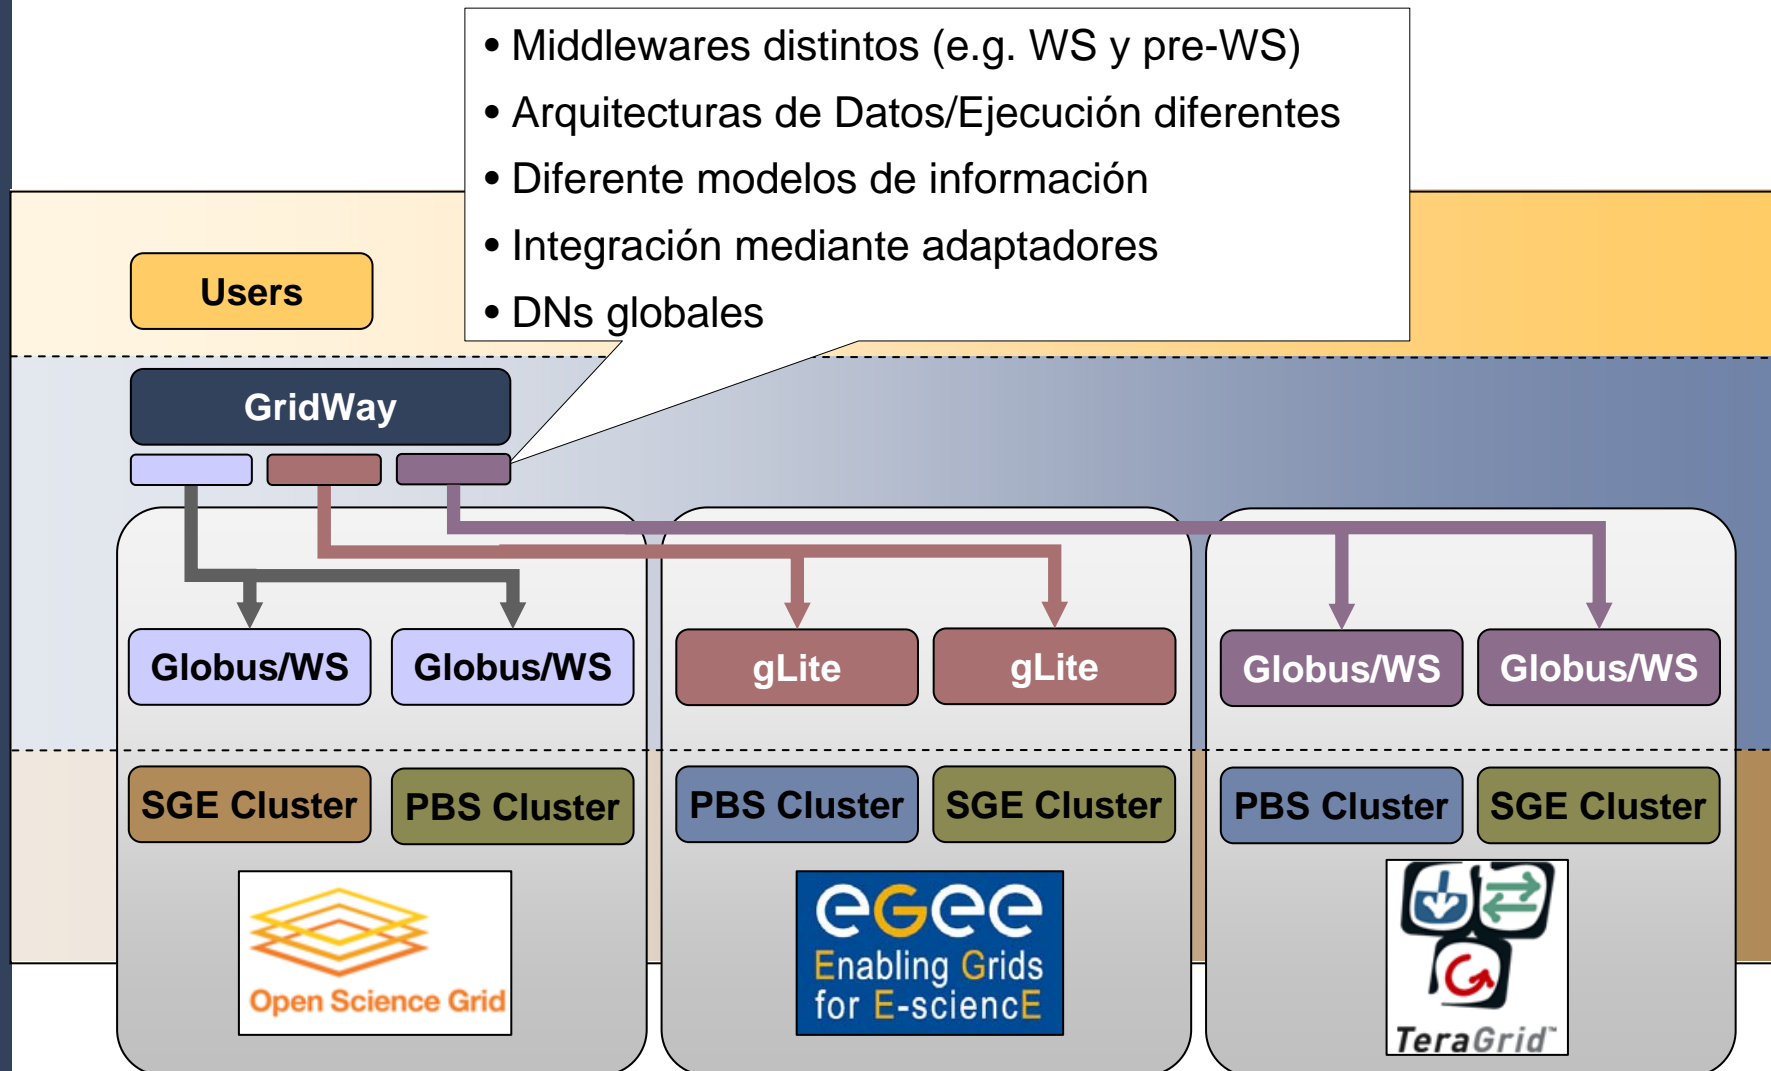 • Middlewares distintos (e.g. WS y pre-WS)
• Arquitecturas de Datos/Ejecución diferentes
• Diferente modelos de información
• Integración mediante adaptadores
• DNs globales
Users
GridWay
Globus/WS
Globus/WS
gLite
gLite
Globus/WS
Globus/WS
SGE Cluster
PBS Cluster
PBS Cluster
SGE Cluster
PBS Cluster
SGE Cluster
Open Science Grid
eGee
Enabling Grids
for E-sciencE
TeraGrid™